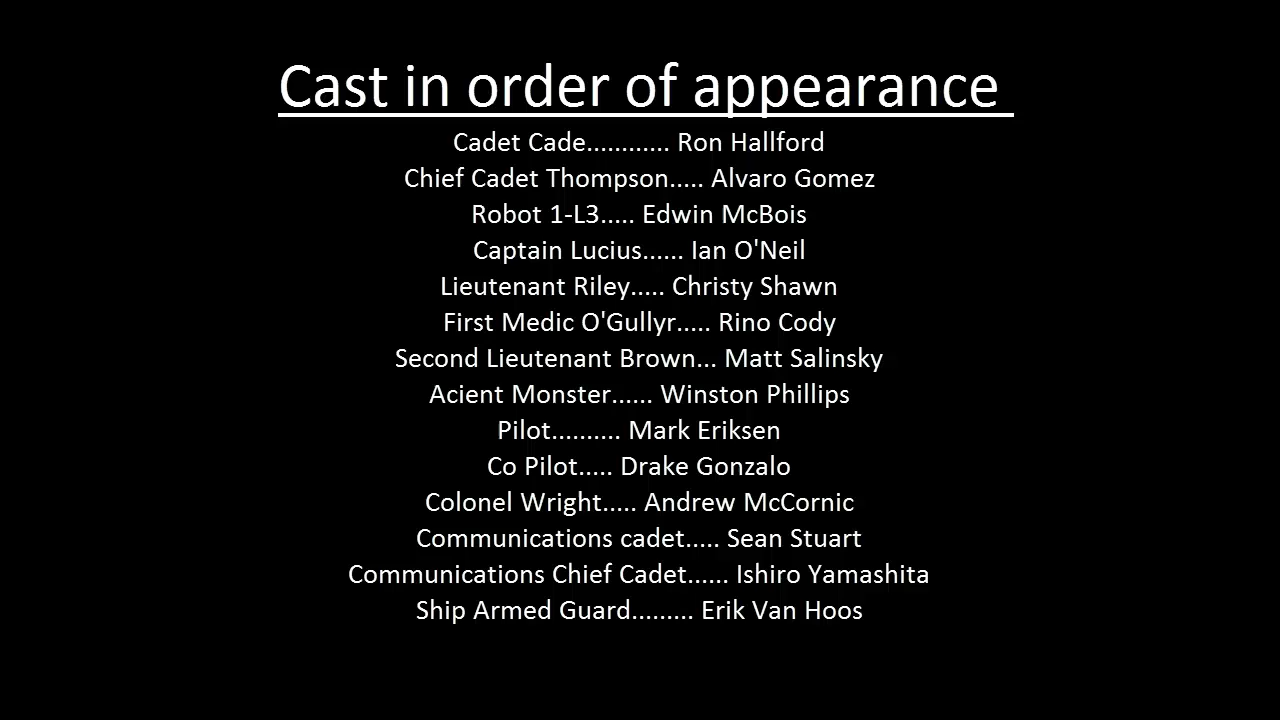 Cast in order of appearance
Cadet Cade............ Ron Hallford
Chief Cadet Thompson..... Alvaro Gomez
Robot 1-L3..... Edwin McBois
Captain Lucius...... Ian O'Neil
Lieutenant Riley..... Christy Shawn
First Medic O'Gullyr..... Rino Cody
Second Lieutenant Brown... Matt Salinsky
Acient Monster...... Winston Phillips
Pilot.......... Mark Eriksen
Co Pilot..... Drake Gonzalo
Colonel Wright..... Andrew McCornic
Communications cadet..... Sean Stuart
Communications Chief Cadet...... Ishiro Yamashita
Ship Armed Guard......... Erik Van Hoos